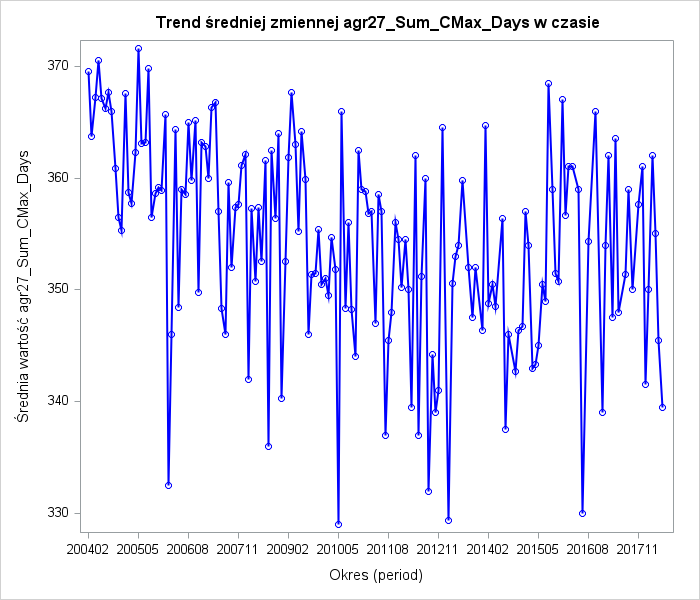 Trend średniej zmiennej agr27_Sum_CMax_Days w czasie
370
360
350
340
330
Średnia wartość agr27_Sum_CMax_Days
200402 200505 200608 200711 200902 201005 201108 201211 201402 201505 201608 201711
Okres (period)